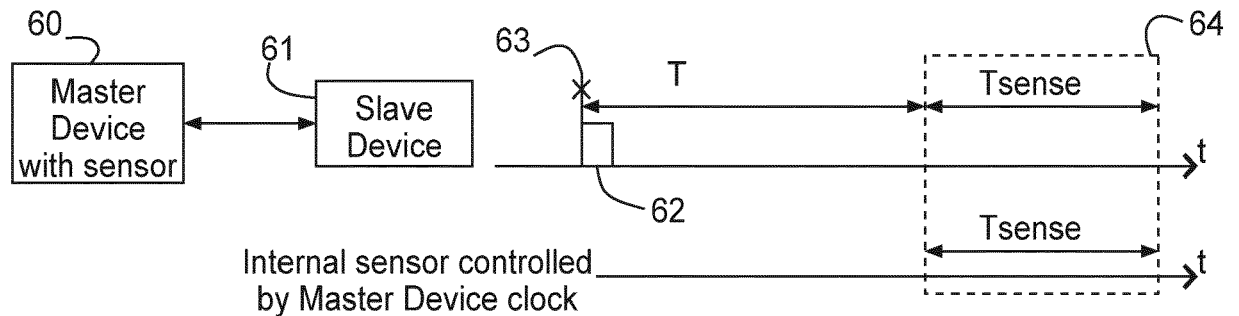 60
Master
Device
with sensor
61
Slave
Device
63
T
Tsense
64
t
62
Tsense
t
Internal sensor controlled
by Master Device clock